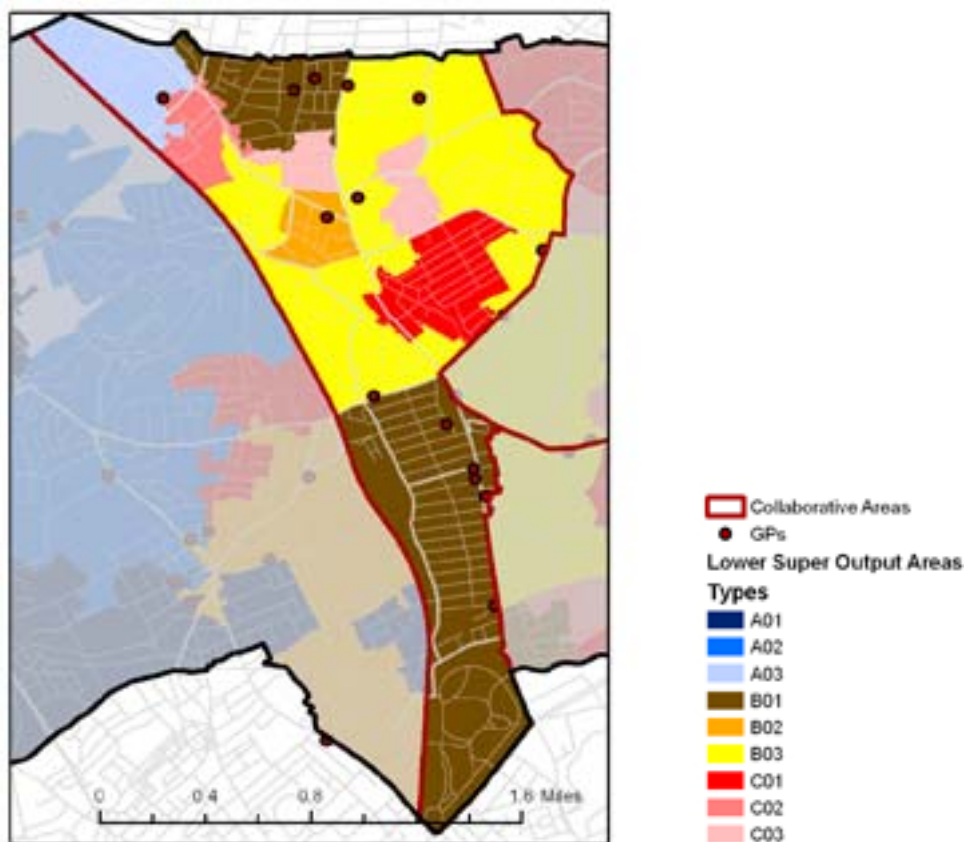 0 0.4 0.8 1.6 Miles
Collaborative Areas
GPs
Lower Super Output Areas
Types
A01
A02
A03
B01
B02
B03
C01
C02
C03